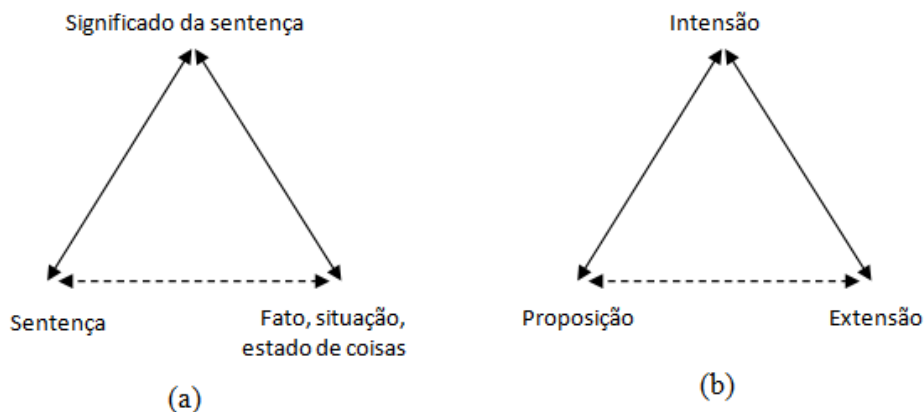 Significado da sentença
Sentença
Fato, situação,
estado de coisas
(a)
Intensão
Proposição
Extensão
(b)